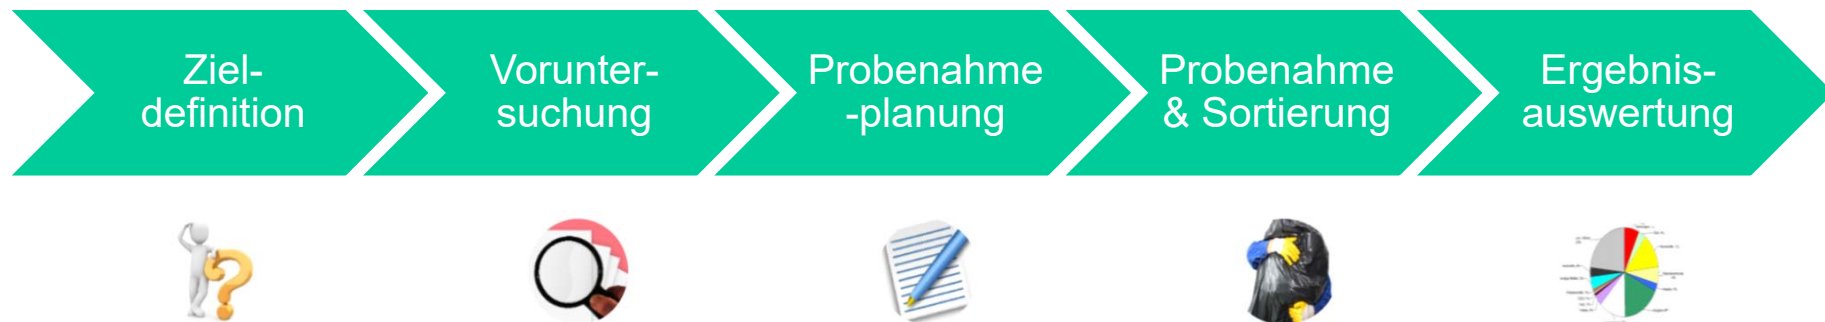 Ziel-
definition
Vorunter-
suchung
Probenahme
-planung
Probenahme
& Sortierung
Ergebnis-
auswertung